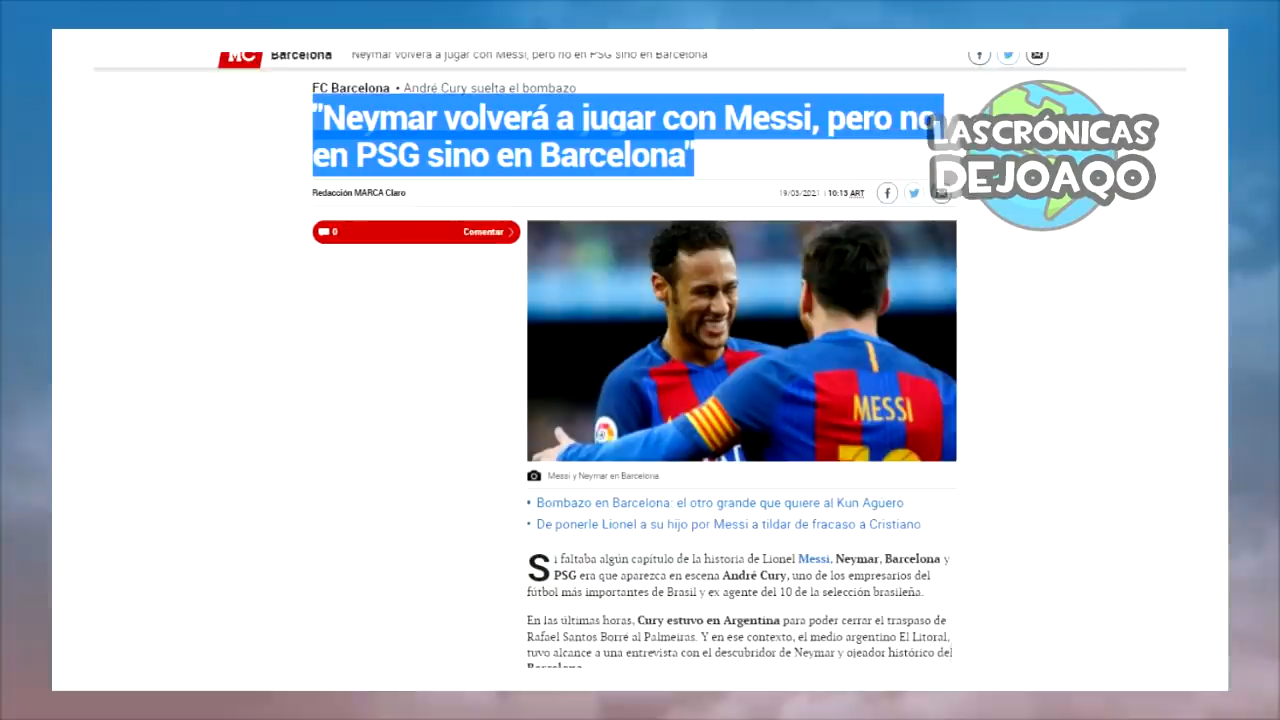 MC Barcelona Neymar volverá a jugar con Messi, pero no en PSG sino en Barcelona
FC Barcelona • André Cury suelta el bombazo
"Neymar volverá a jugar con Messi, pero no
en PSG sino en Barcelona"
LASCRÓNICAS
DEJOAQO
Redacción MARCA Claro
19/03/2021 | 10:13 ART
0 Comentar
MESSI
10
Messi y Neymar en Barcelona
• Bombazo en Barcelona: el otro grande que quiere al Kun Aguero
• De ponerle Lionel a su hijo por Messi a tildar de fracaso a Cristiano
Si faltaba algún capítulo de la historia de Lionel Messi, Neymar, Barcelona y
PSG era que aparezca en escena André Cury, uno de los empresarios del
fútbol más importantes de Brasil y ex agente del 10 de la selección brasileña.
En las últimas horas, Cury estuvo en Argentina para poder cerrar el traspaso de
Rafael Santos Borré al Palmeiras. Y en ese contexto, el medio argentino El Litoral,
tuvo alcance a una entrevista con el descubridor de Neymar y ojeador histórico del
Barcelona